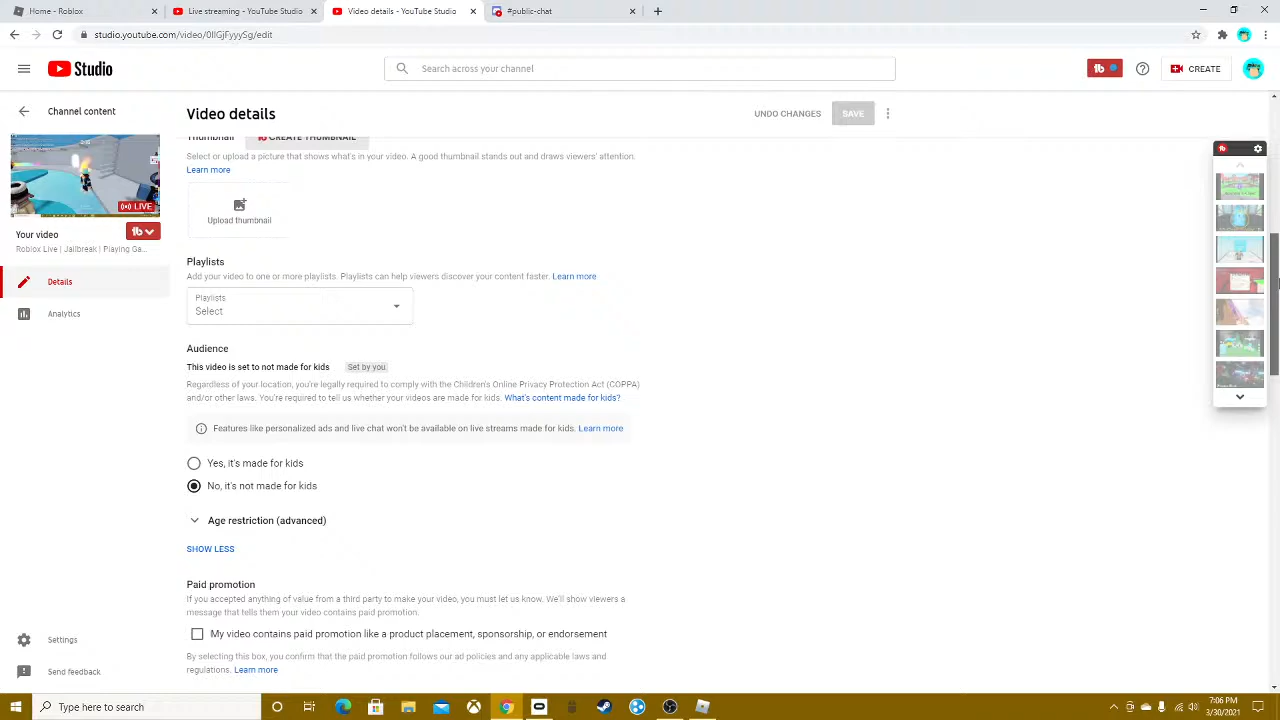 Home - Roblox
Live streaming - YouTube Studio
Video details - YouTube Studio
#public-chat
studio.youtube.com/video/0IlGjFyyySg/edit
Studio
Search across your channel
CREATE
Channel content
Video details
UNDO CHANGES
SAVE
Thumbnail
CREATE THUMBNAIL
Select or upload a picture that shows what's in your video. A good thumbnail stands out and draws viewers' attention.
Learn more
LIVE
Upload thumbnail
Your video
Roblox Live | Jailbreak | Playing Ga...
Details
Analytics
Playlists
Add your video to one or more playlists. Playlists can help viewers discover your content faster. Learn more
Playlists
Select
Audience
This video is set to not made for kids Set by you
Regardless of your location, you're legally required to comply with the Children's Online Privacy Protection Act (COPPA)
and/or other laws. You're required to tell us whether your videos are made for kids. What's content made for kids?
Features like personalized ads and live chat won't be available on live streams made for kids. Learn more
Yes, it's made for kids
No, it's not made for kids
Age restriction (advanced)
SHOW LESS
Paid promotion
If you accepted anything of value from a third party to make your video, you must let us know. We'll show viewers a
message that tells them your video contains paid promotion.
My video contains paid promotion like a product placement, sponsorship, or endorsement
By selecting this box, you confirm that the paid promotion follows our ad policies and any applicable laws and
regulations. Learn more
Settings
Send feedback
Type here to search
7:06 PM
3/30/2021